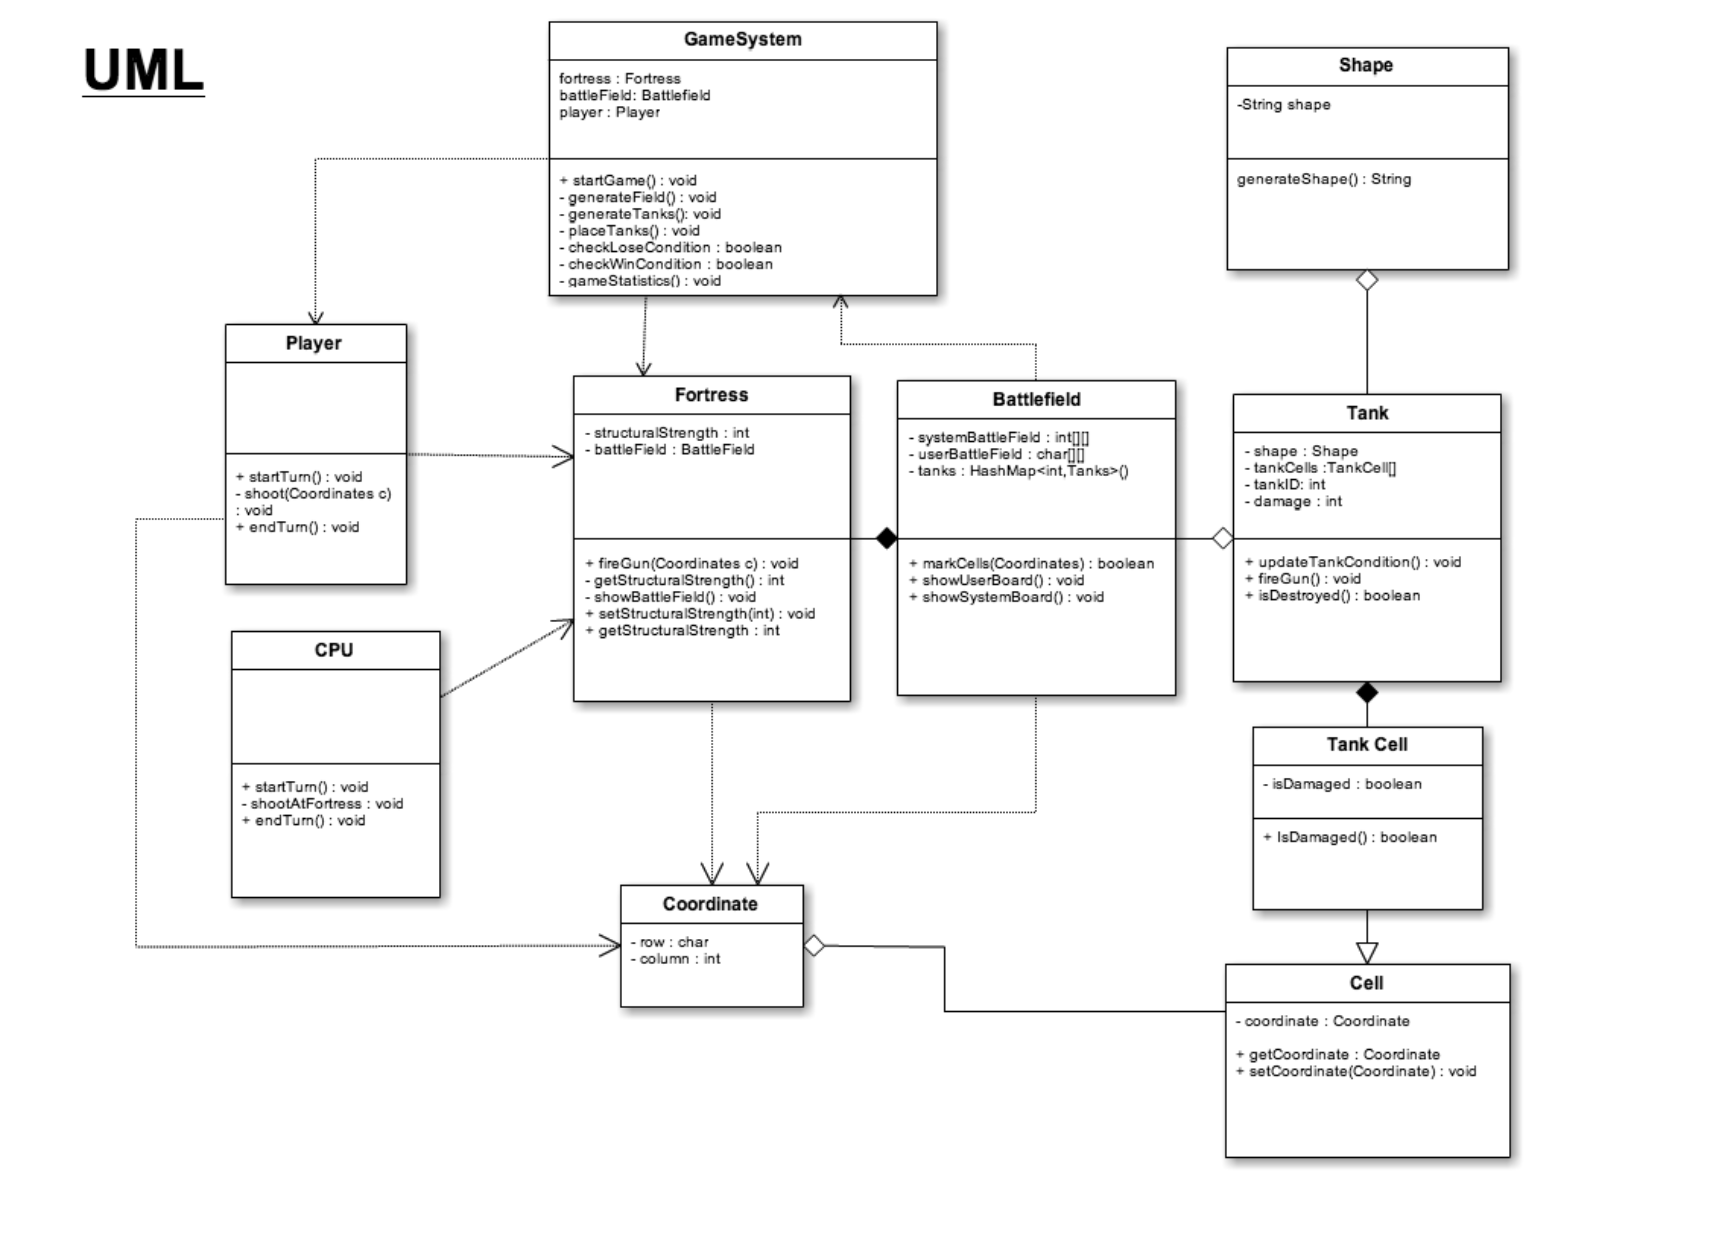 UML
GameSystem
fortress : Fortress
battleField: Battlefield
player : Player
+ startGame() : void
- generateField() : void
- generateTanks(): void
- placeTanks() : void
- checkLoseCondition : boolean
- checkWinCondition : boolean
- gameStatistics() : void
Shape
-String shape
generateShape() : String
Player
+ startTurn() : void
- shoot(Coordinates c)
: void
+ endTurn() : void
Fortress
- structuralStrength : int
- battleField : BattleField
+ fireGun(Coordinates c) : void
- getStructuralStrength() : int
- showBattleField() : void
+ setStructuralStrength(int) : void
+ getStructuralStrength : int
Battlefield
- systemBattleField : int[][]
- userBattleField : char[][]
- tanks : HashMap<int,Tanks>()
+ markCells(Coordinates) : boolean
+ showUserBoard() : void
+ showSystemBoard() : void
Tank
- shape : Shape
- tankCells :TankCell[]
- tankID: int
- damage : int
+ updateTankCondition() : void
+ fireGun() : void
+ isDestroyed() : boolean
CPU
+ startTurn() : void
- shootAtFortress : void
+ endTurn() : void
Tank Cell
- isDamaged : boolean
+ IsDamaged() : boolean
Coordinate
- row : char
- column : int
Cell
- coordinate : Coordinate
+ getCoordinate : Coordinate
+ setCoordinate(Coordinate) : void